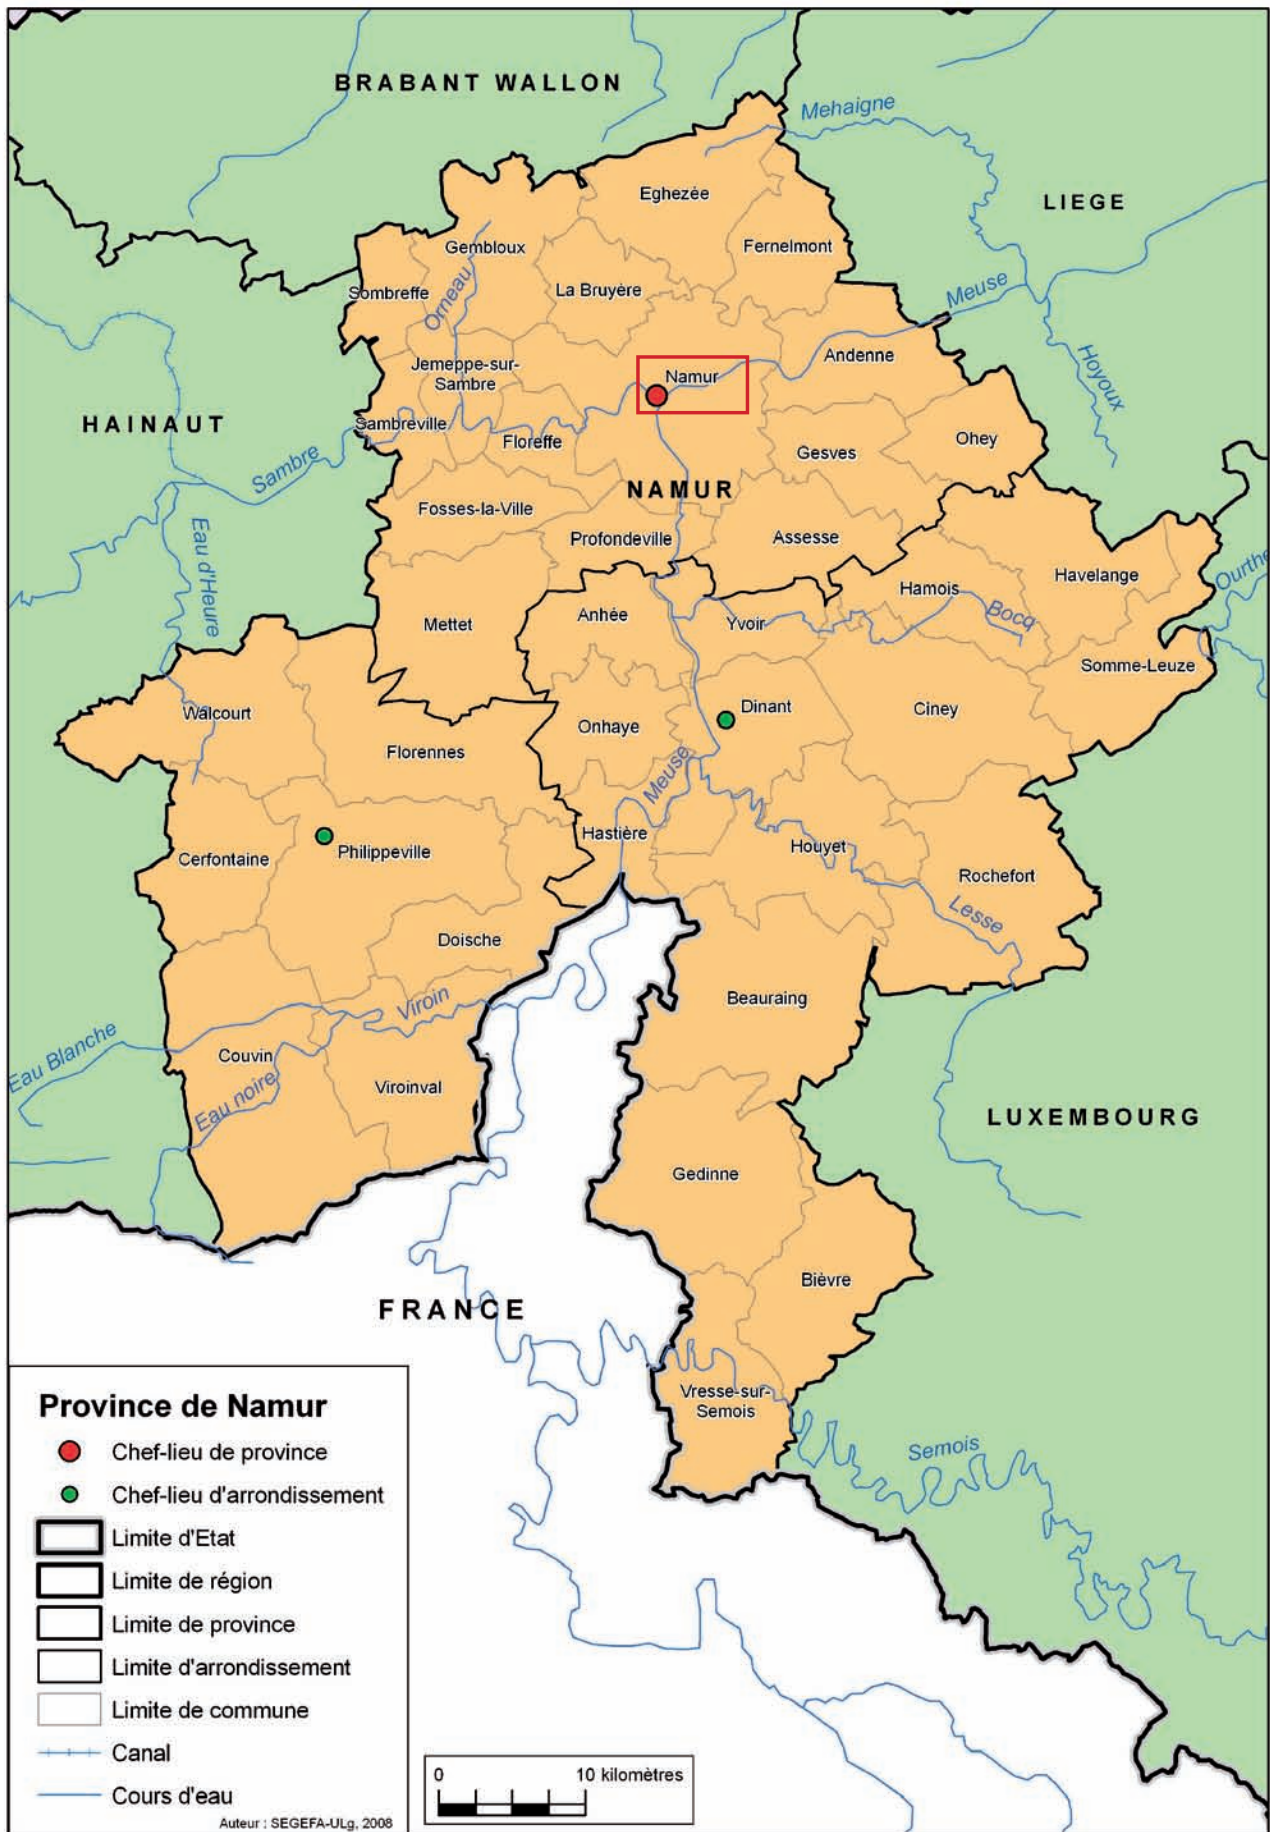 BRABANT WALLON
Mehaigne
Eghezée
LIEGE
Gembloux
Fernelmont
Sombreffe
Orneau
La Bruyère
Meuse
Andenne
Hoyoux
Jemeppe-sur-
Sambre
Namur
HAINAUT
Sambreville
Floreffe
Ohey
Gesves
Sambre
NAMUR
Fosses-la-Ville
Profondeville
Assesse
Eau d'Heure
Havelange
Ourthe
Hamois
Bocq
Anhée
Mettet
Yvoir
Somme-Leuze
Walcourt
Dinant
Ciney
Onhaye
Florennes
Meuse
Hastière
Houyet
Cerfontaine
Philippeville
Rochefort
Lesse
Doische
Beauraing
Viroin
Eau Blanche
Couvin
Eau noire
Viroinval
LUXEMBOURG
Gedinne
Bièvre
FRANCE
Vresse-sur-
Semois
Semois
Province de Namur
Chef-lieu de province
Chef-lieu d'arrondissement
Limite d'Etat
Limite de région
Limite de province
Limite d'arrondissement
Limite de commune
Canal
Cours d'eau
Auteur : SEGEFA-ULg, 2008
0 10 kilomètres